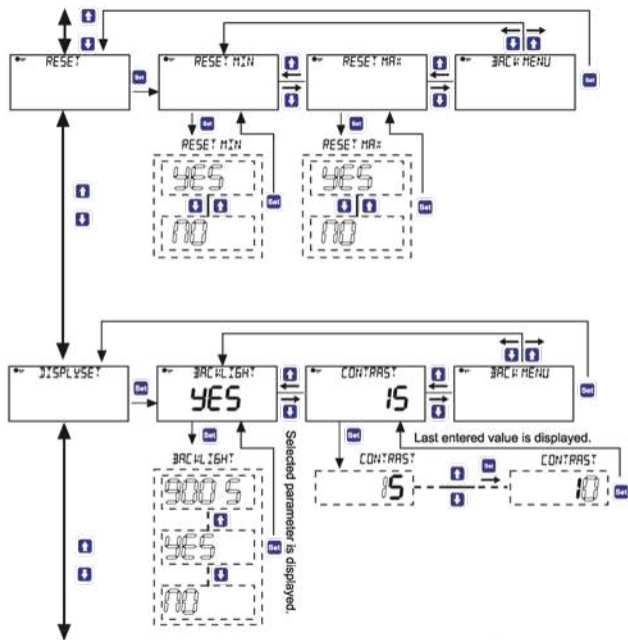 RESET
RESET MIN
RESET MAX
BACK MENU
Set
Set
Set
Set
RESET MIN
RESET MAX
YES
YES
Set
Set
NO
NO
DISPLYSET
BACKLIGHT
CONTRAST
BACK MENU
YES
15
Set
Set
Set
Set
Last entered value is displayed.
Selected parameter is displayed.
BACKLIGHT
CONTRAST
Set
CONTRAST
900 S
15
10
Set
YES
Set
NO